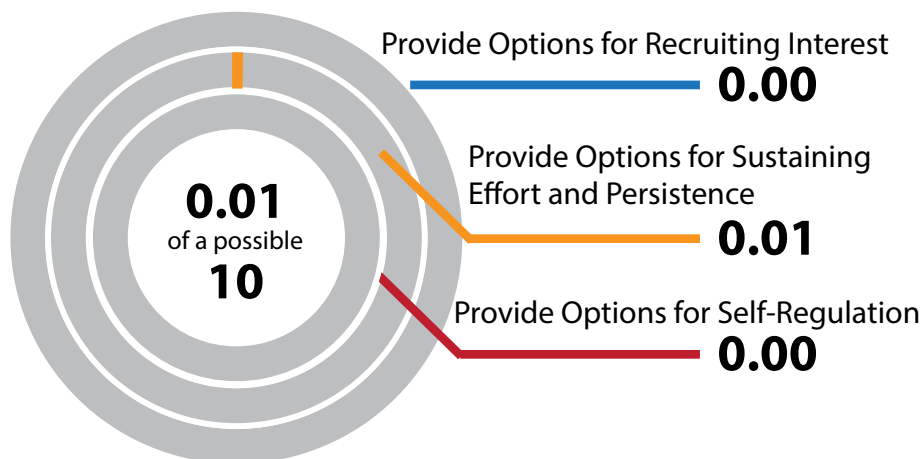 Provide Options for Recruiting Interest
0.00
Provide Options for Sustaining
Effort and Persistence
0.01
0.01
of a possible
10
Provide Options for Self-Regulation
0.00